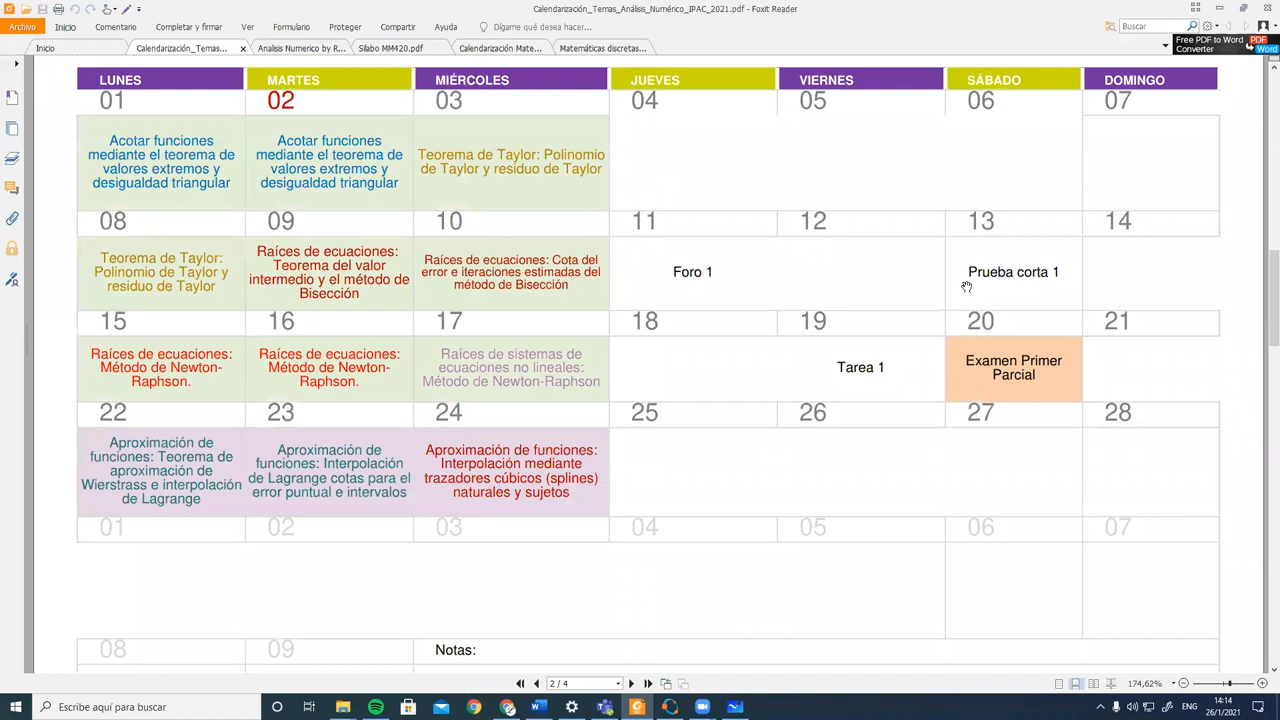 Calendarización_Temas_Análisis_Numérico_IPAC_2021.pdf - Foxit Reader
Archivo Inicio Comentario Completar y firmar Ver Formulario Proteger Compartir Ayuda Dígame qué desea hacer... Buscar
Inicio Calendarización_Temas... Analisis Numerico by R... Silabo MM420.pdf Calendarización Mate... Matemáticas discretas...
Free PDF to Word
Converter
PDF
Word
LUNES MARTES MIÉRCOLES JUEVES VIERNES SÁBADO DOMINGO
01 02 03 04 05 06 07
Acotar funciones
mediante el teorema de
valores extremos y
desigualdad triangular
Acotar funciones
mediante el teorema de
valores extremos y
desigualdad triangular
Teorema de Taylor: Polinomio
de Taylor y residuo de Taylor
08 09 10 11 12 13 14
Teorema de Taylor:
Polinomio de Taylor y
residuo de Taylor
Raíces de ecuaciones:
Teorema del valor
intermedio y el método de
Bisección
Raíces de ecuaciones: Cota del
error e iteraciones estimadas del
método de Bisección
Foro 1
Prueba corta 1
15 16 17 18 19 20 21
Raíces de ecuaciones:
Método de Newton-
Raphson.
Raíces de ecuaciones:
Método de Newton-
Raphson.
Raíces de sistemas de
ecuaciones no lineales:
Método de Newton-Raphson
Tarea 1
Examen Primer
Parcial
22 23 24 25 26 27 28
Aproximación de
funciones: Teorema de
aproximación de
Wierstrass e interpolación
de Lagrange
Aproximación de
funciones: Interpolación
de Lagrange cotas para el
error puntual e intervalos
Aproximación de funciones:
Interpolación mediante
trazadores cúbicos (splines)
naturales y sujetos
01 02 03 04 05 06 07
08 09 Notas:
2 / 4
174,62%
Escribe aquí para buscar
ENG
14:14
26/1/2021